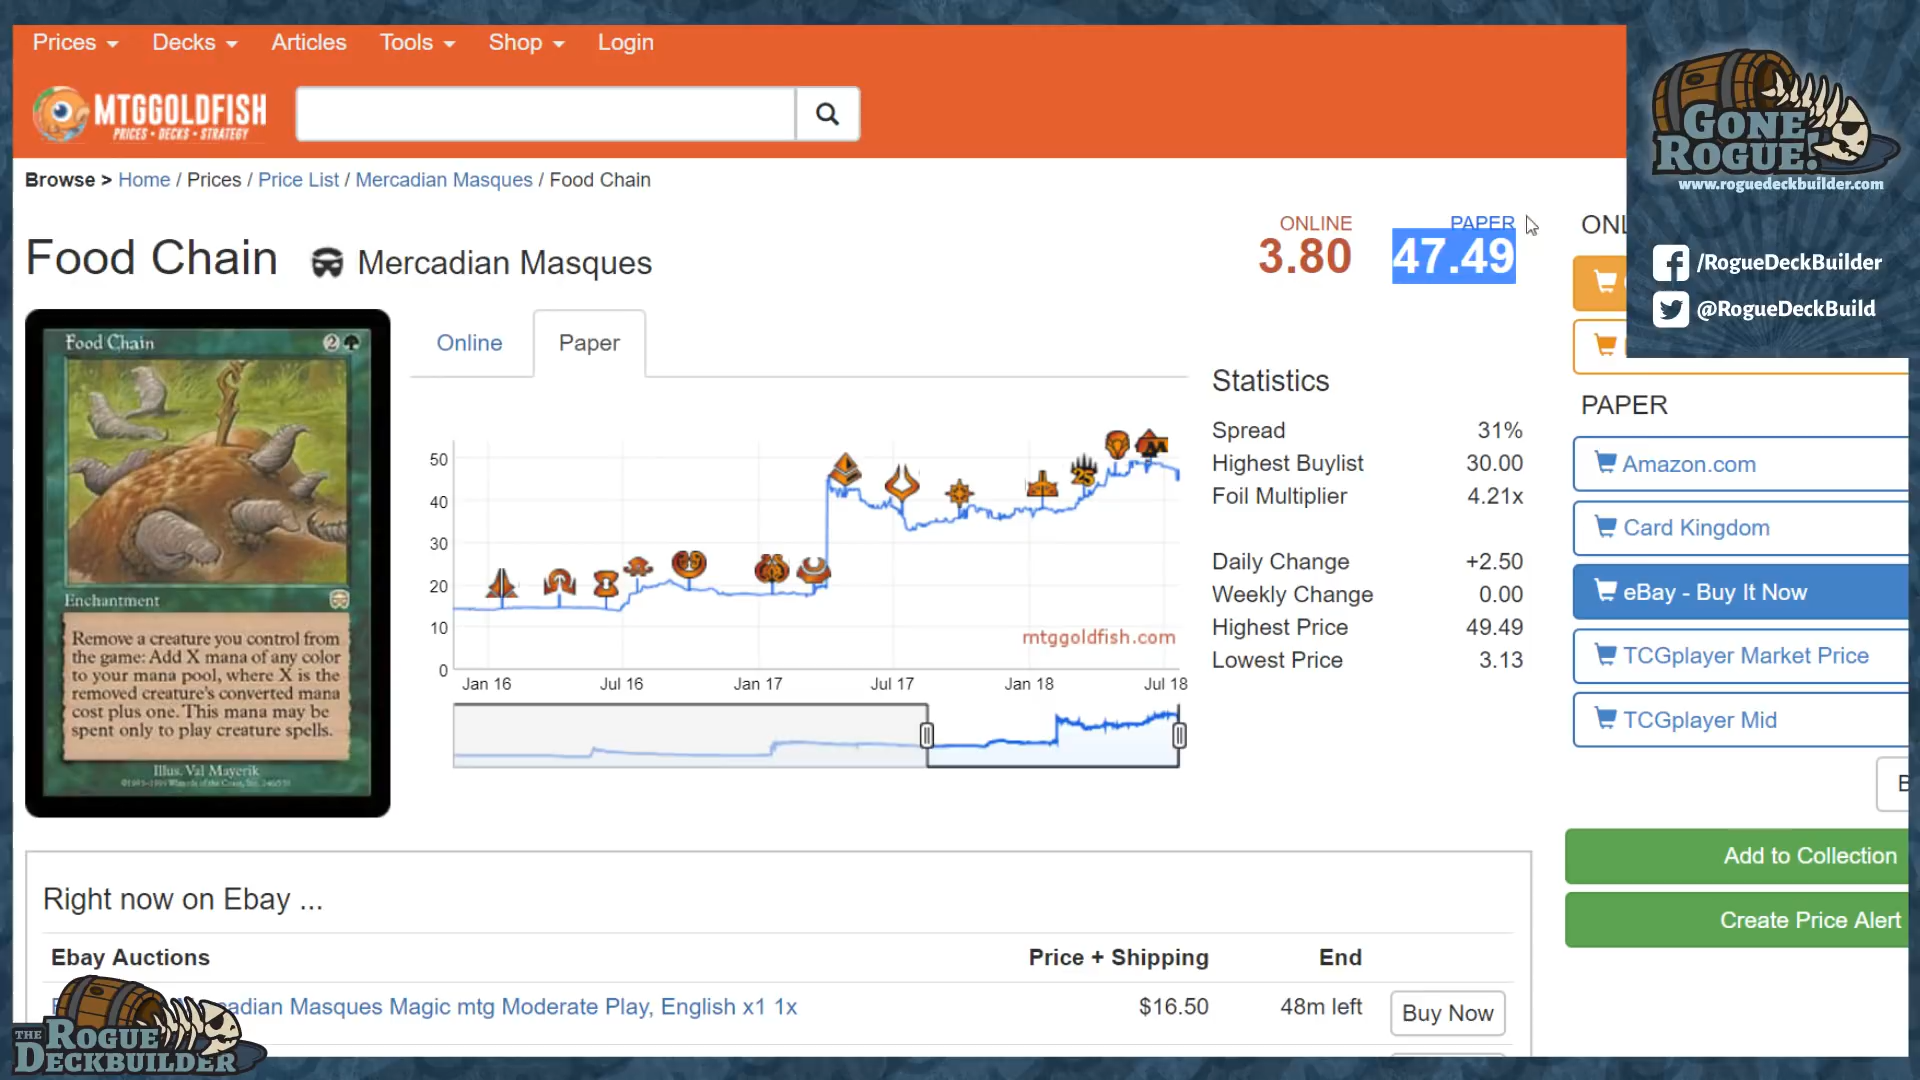 Prices Decks Articles Tools Shop Login
MTGGOLDFISH
PRICES • DECKS • STRATEGY
Browse > Home / Prices / Price List / Mercadian Masques / Food Chain
Food Chain Mercadian Masques
ONLINE
3.80
PAPER
47.49
Food Chain
2
Enchantment
Remove a creature you control from
the game: Add X mana of any color
to your mana pool, where X is the
removed creature's converted mana
cost plus one. This mana may be
spent only to play creature spells.
Illus. Val Mayerik
Online Paper
50
40
30
20
10
0
25
mtggoldfish.com
Jan 16 Jul 16 Jan 17 Jul 17 Jan 18 Jul 18
Statistics
Spread 31%
Highest Buylist 30.00
Foil Multiplier 4.21x
Daily Change +2.50
Weekly Change 0.00
Highest Price 49.49
Lowest Price 3.13
GONE
ROGUE!
www.roguedeckbuilder.com
/RogueDeckBuilder
@RogueDeckBuild
PAPER
Amazon.com
Card Kingdom
eBay - Buy It Now
TCGplayer Market Price
TCGplayer Mid
Add to Collection
Create Price Alert
Right now on Ebay ...
Ebay Auctions Price + Shipping End
Masques Magic mtg Moderate Play, English x1 1x $16.50 48m left Buy Now
THE ROGUE
DECKBUILDER